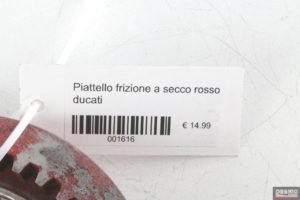 Piattello frizione a secco rosso
ducati
€ 14.99
001616